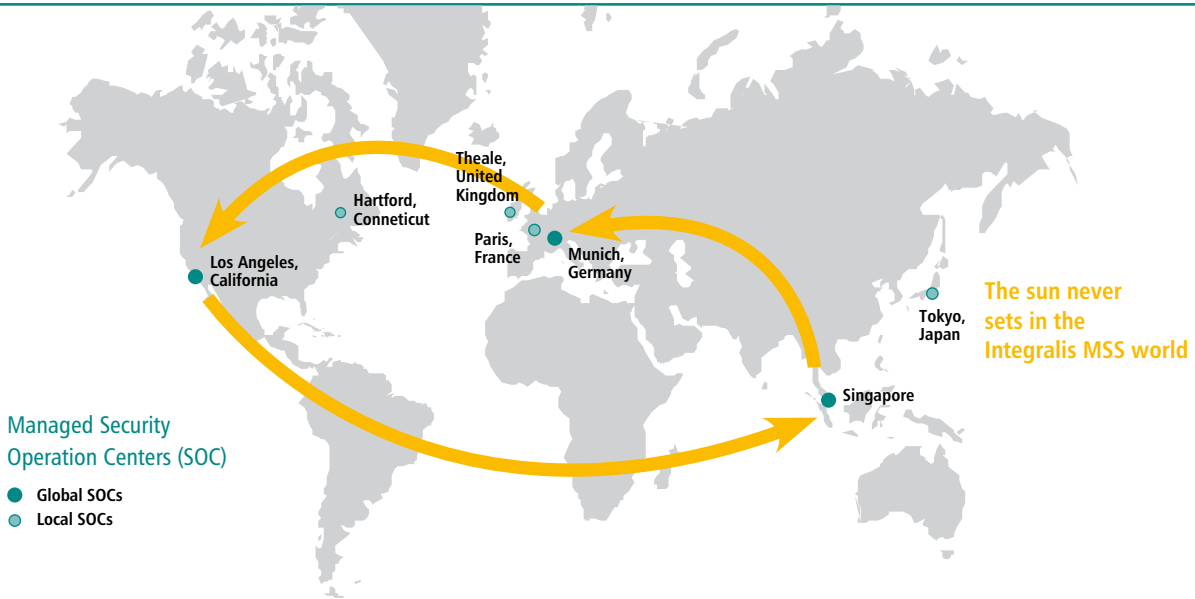 Theale,
United
Kingdom
Hartford,
Conneticut
Paris,
France
Munich,
Germany
Los Angeles,
California
The sun never
sets in the
Integralis MSS world
Tokyo,
Japan
Singapore
Managed Security
Operation Centers (SOC)
Global SOCs
Local SOCs